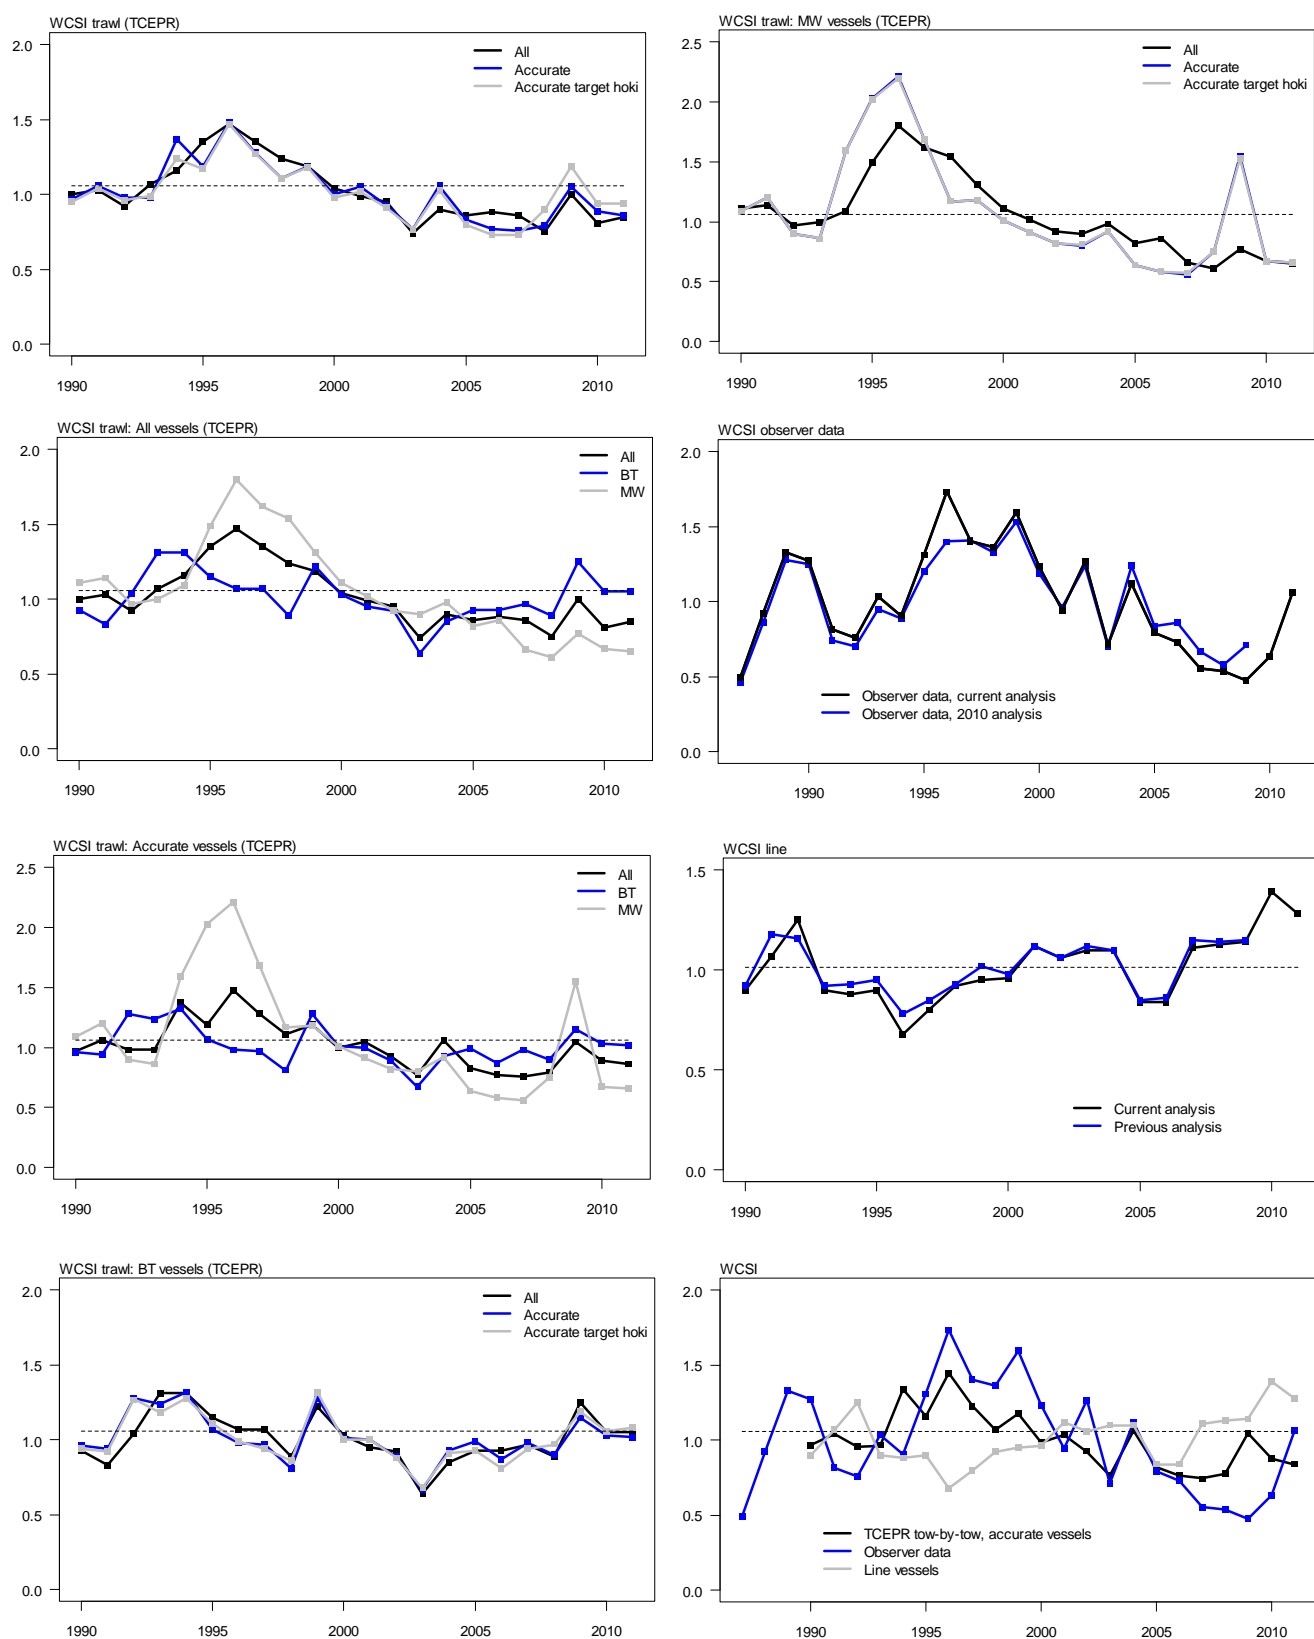 WCSI trawl (TCEPR)
2.0
1.5
1.0
0.5
0.0
All
Accurate
Accurate target hoki
1990 1995 2000 2005 2010
WCSI trawl: MW vessels (TCEPR)
2.5
2.0
1.5
1.0
0.5
0.0
All
Accurate
Accurate target hoki
1990 1995 2000 2005 2010
WCSI trawl: All vessels (TCEPR)
2.0
1.5
1.0
0.5
0.0
All
BT
MW
1990 1995 2000 2005 2010
WCSI observer data
2.0
1.5
1.0
0.5
0.0
Observer data, current analysis
Observer data, 2010 analysis
1990 1995 2000 2005 2010
WCSI trawl: Accurate vessels (TCEPR)
2.5
2.0
1.5
1.0
0.5
0.0
All
BT
MW
1990 1995 2000 2005 2010
WCSI line
1.5
1.0
0.5
0.0
Current analysis
Previous analysis
1990 1995 2000 2005 2010
WCSI trawl: BT vessels (TCEPR)
2.0
1.5
1.0
0.5
0.0
All
Accurate
Accurate target hoki
1990 1995 2000 2005 2010
WCSI
2.0
1.5
1.0
0.5
0.0
TCEPR tow-by-tow, accurate vessels
Observer data
Line vessels
1990 1995 2000 2005 2010